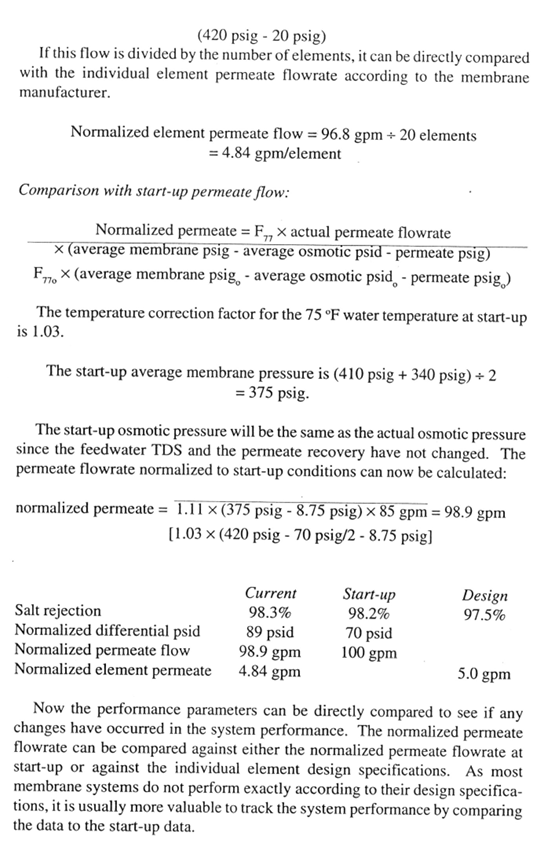 (420 psig - 20 psig)
If this flow is divided by the number of elements, it can be directly compared
with the individual element permeate flowrate according to the membrane
manufacturer.
Normalized element permeate flow = 96.8 gpm ÷ 20 elements
= 4.84 gpm/element
Comparison with start-up permeate flow:
Normalized permeate = F₇₇ × actual permeate flowrate
× (average membrane psig - average osmotic psid - permeate psig)
F₇₇ₒ × (average membrane psigₒ - average osmotic psidₒ - permeate psigₒ)
The temperature correction factor for the 75 ºF water temperature at start-up
is 1.03.
The start-up average membrane pressure is (410 psig + 340 psig) ÷ 2
= 375 psig.
The start-up osmotic pressure will be the same as the actual osmotic pressure
since the feedwater TDS and the permeate recovery have not changed. The
permeate flowrate normalized to start-up conditions can now be calculated:
normalized permeate = 1.11 × (375 psig - 8.75 psig) × 85 gpm = 98.9 gpm
[1.03 × (420 psig - 70 psig/2 - 8.75 psig]
Current Start-up Design
Salt rejection 98.3% 98.2% 97.5%
Normalized differential psid 89 psid 70 psid
Normalized permeate flow 98.9 gpm 100 gpm
Normalized element permeate 4.84 gpm 5.0 gpm
Now the performance parameters can be directly compared to see if any
changes have occurred in the system performance. The normalized permeate
flowrate can be compared against either the normalized permeate flowrate at
start-up or against the individual element design specifications. As most
membrane systems do not perform exactly according to their design specifica-
tions, it is usually more valuable to track the system performance by comparing
the data to the start-up data.